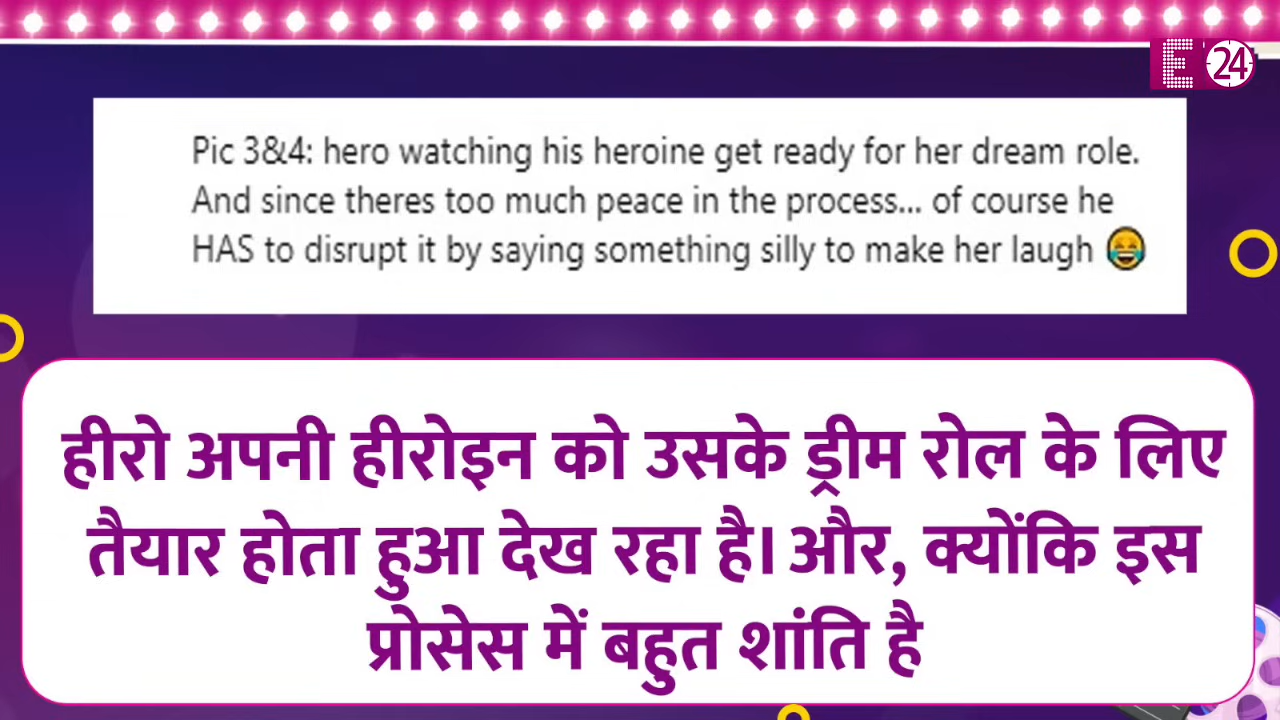 E 24
Pic 3&4: hero watching his heroine get ready for her dream role.
And since theres too much peace in the process... of course he
HAS to disrupt it by saying something silly to make her laugh 😂
हीरो अपनी हीरोइन को उसके ड्रीम रोल के लिए
तैयार होता हुआ देख रहा है। और, क्योंकि इस
प्रोसेस में बहुत शांति है